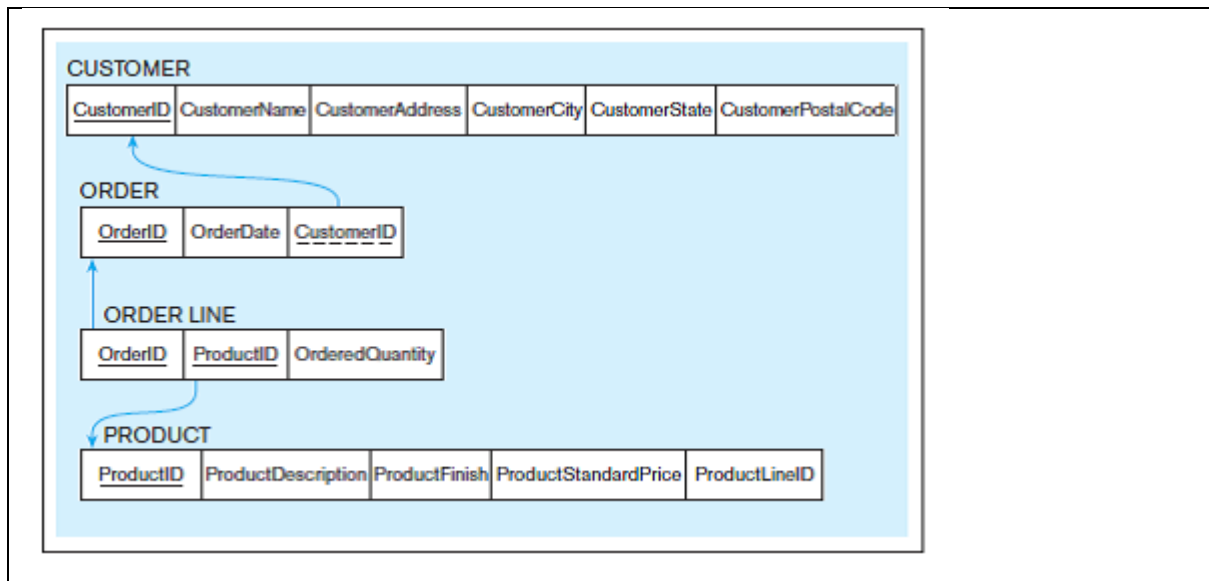 CUSTOMER
CustomerID CustomerName CustomerAddress CustomerCity CustomerState CustomerPostalCode
ORDER
OrderID OrderDate CustomerID
ORDER LINE
OrderID ProductID OrderedQuantity
PRODUCT
ProductID ProductDescription ProductFinish ProductStandardPrice ProductLineID